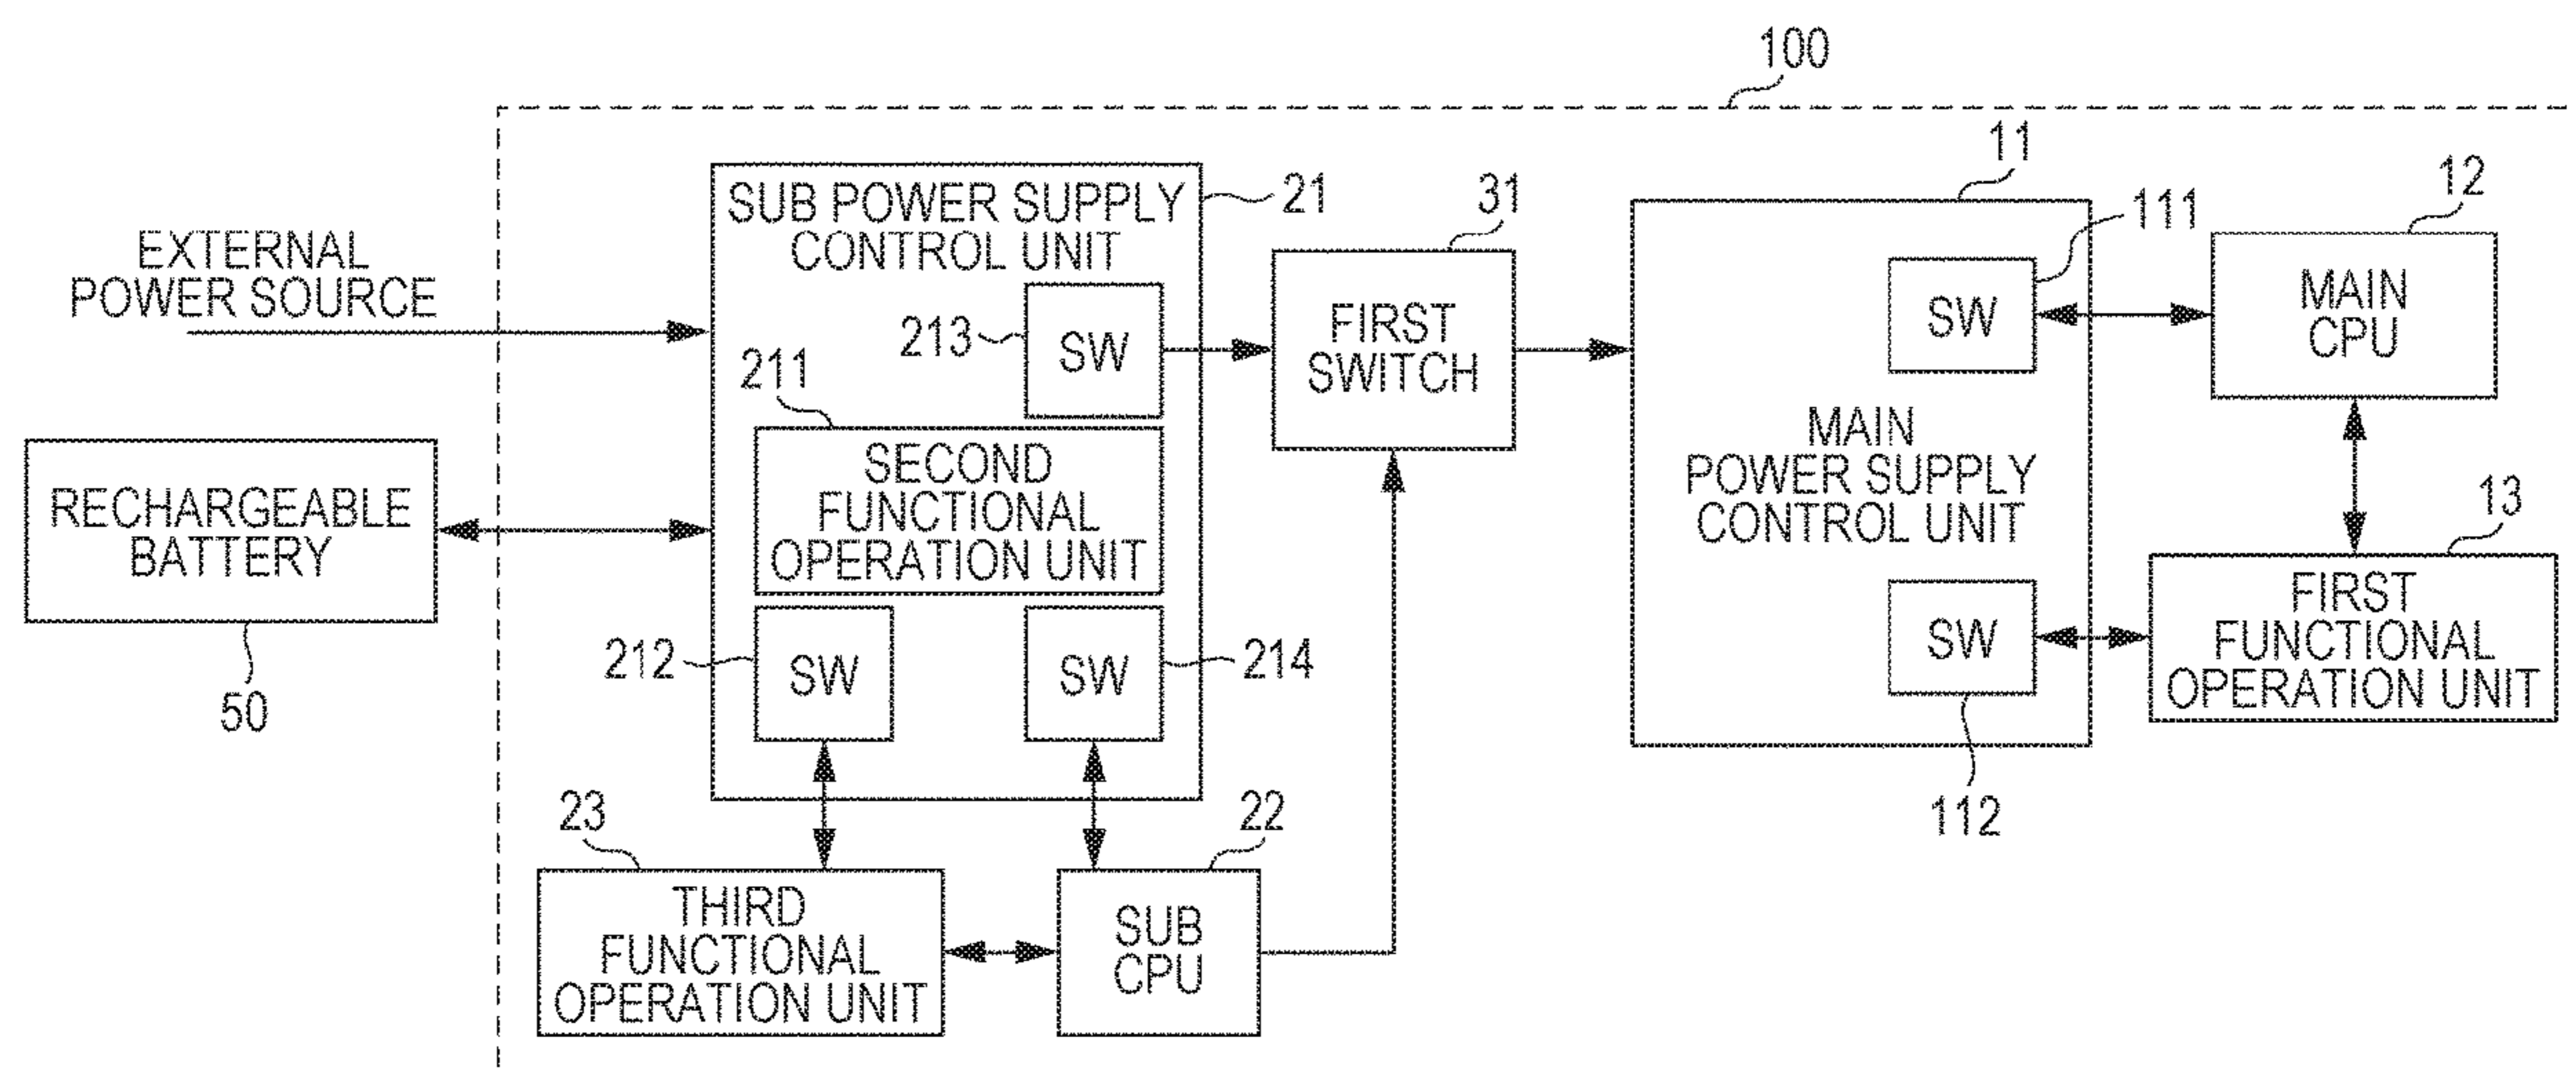 100
EXTERNAL
POWER SOURCE
RECHARGEABLE
BATTERY
50
SUB POWER SUPPLY
CONTROL UNIT
21
213
SW
211
SECOND
FUNCTIONAL
OPERATION UNIT
212
SW
SW
214
23
THIRD
FUNCTIONAL
OPERATION UNIT
22
SUB
CPU
31
FIRST
SWITCH
11
111
SW
MAIN
POWER SUPPLY
CONTROL UNIT
SW
112
12
MAIN
CPU
13
FIRST
FUNCTIONAL
OPERATION UNIT